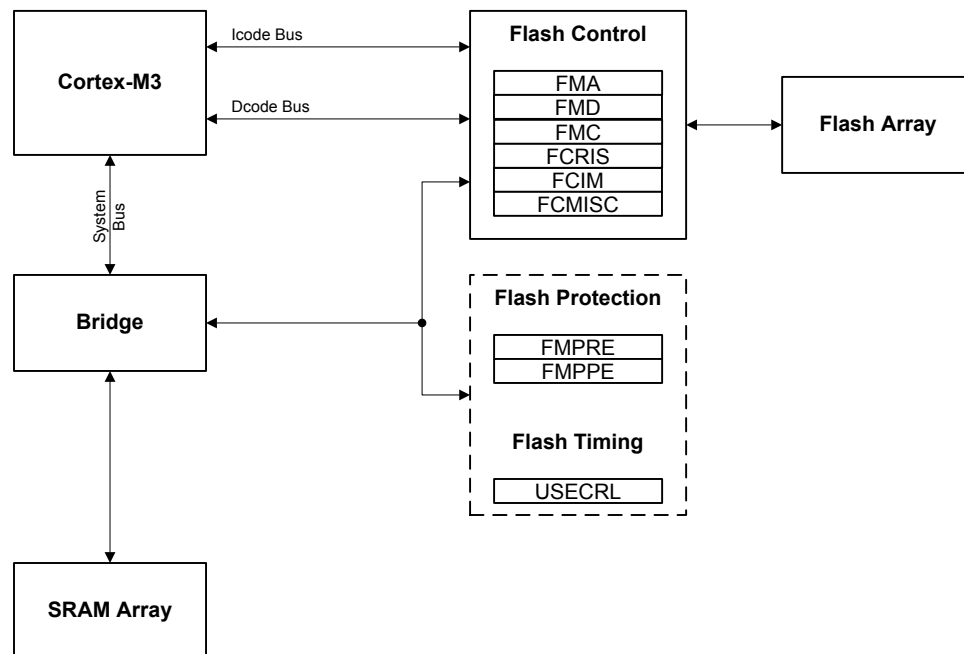 Cortex-M3
Icode Bus
Dcode Bus
Flash Control
FMA
FMD
FMC
FCRIS
FCIM
FCMISC
Flash Array
System
Bus
Bridge
Flash Protection
FMPRE
FMPPE
Flash Timing
USECRL
SRAM Array